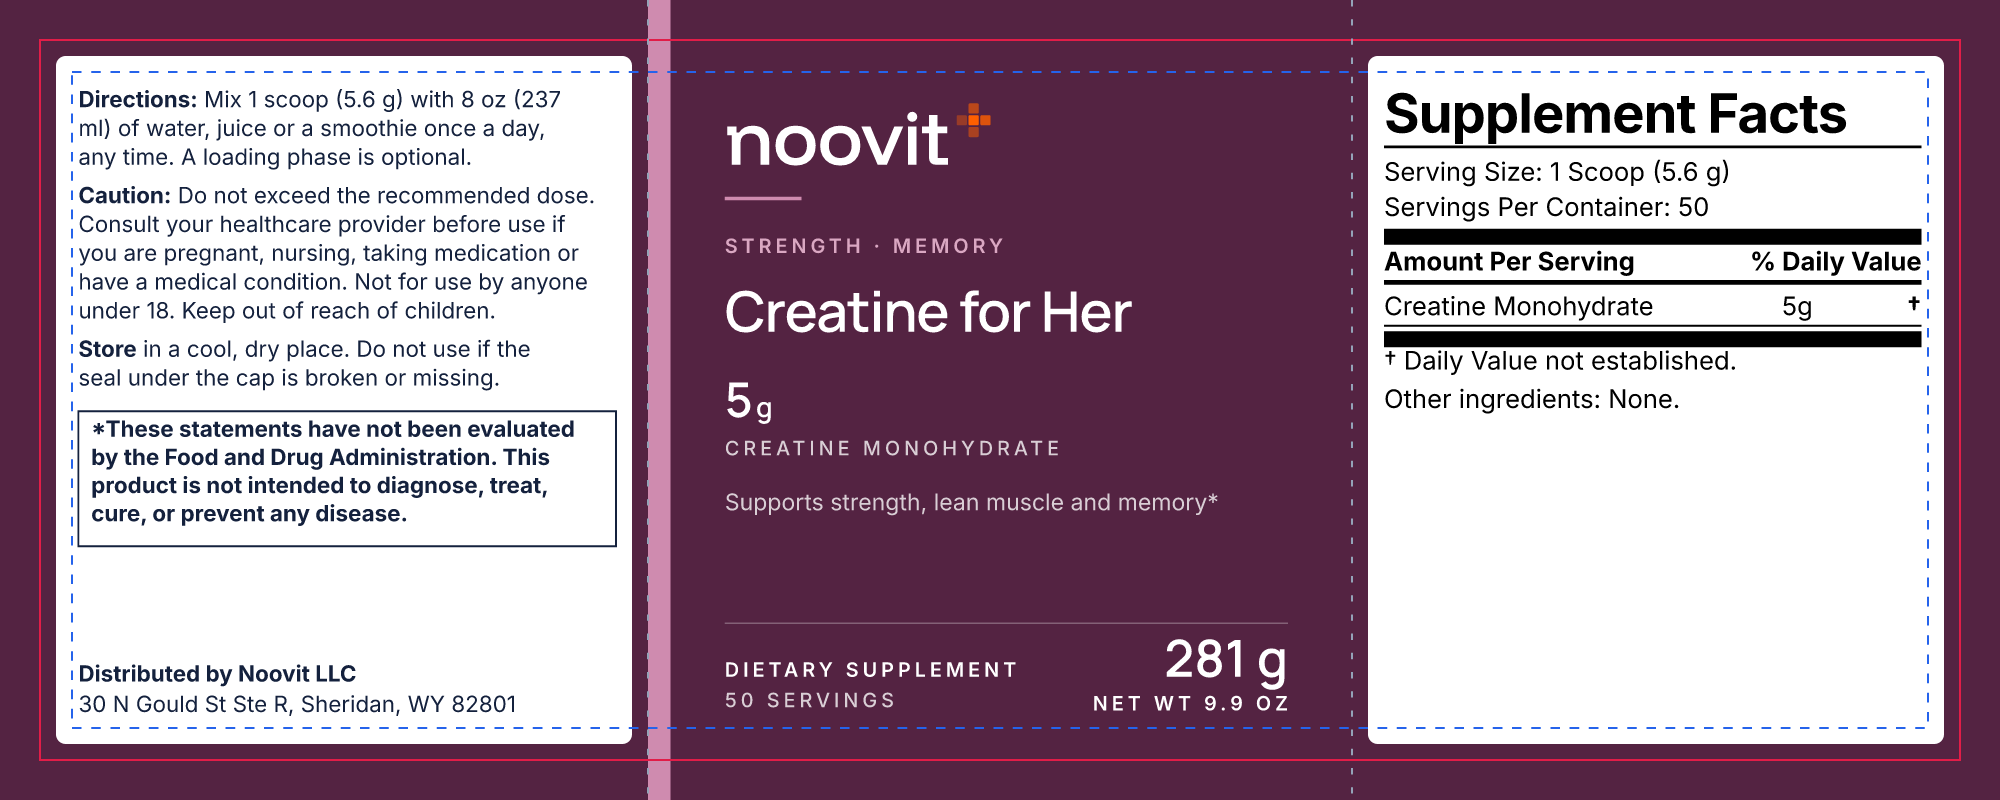 Directions: Mix 1 scoop (5.6 g) with 8 oz (237
ml) of water, juice or a smoothie once a day,
any time. A loading phase is optional.
Caution: Do not exceed the recommended dose.
Consult your healthcare provider before use if
you are pregnant, nursing, taking medication or
have a medical condition. Not for use by anyone
under 18. Keep out of reach of children.
Store in a cool, dry place. Do not use if the
seal under the cap is broken or missing.
*These statements have not been evaluated
by the Food and Drug Administration. This
product is not intended to diagnose, treat,
cure, or prevent any disease.
Distributed by Noovit LLC
30 N Gould St Ste R, Sheridan, WY 82801
noovit
STRENGTH · MEMORY
Creatine for Her
5 g
CREATINE MONOHYDRATE
Supports strength, lean muscle and memory*
DIETARY SUPPLEMENT
50 SERVINGS
281 g
NET WT 9.9 OZ
Supplement Facts
Serving Size: 1 Scoop (5.6 g)
Servings Per Container: 50
Amount Per Serving % Daily Value
Creatine Monohydrate 5g †
† Daily Value not established.
Other ingredients: None.